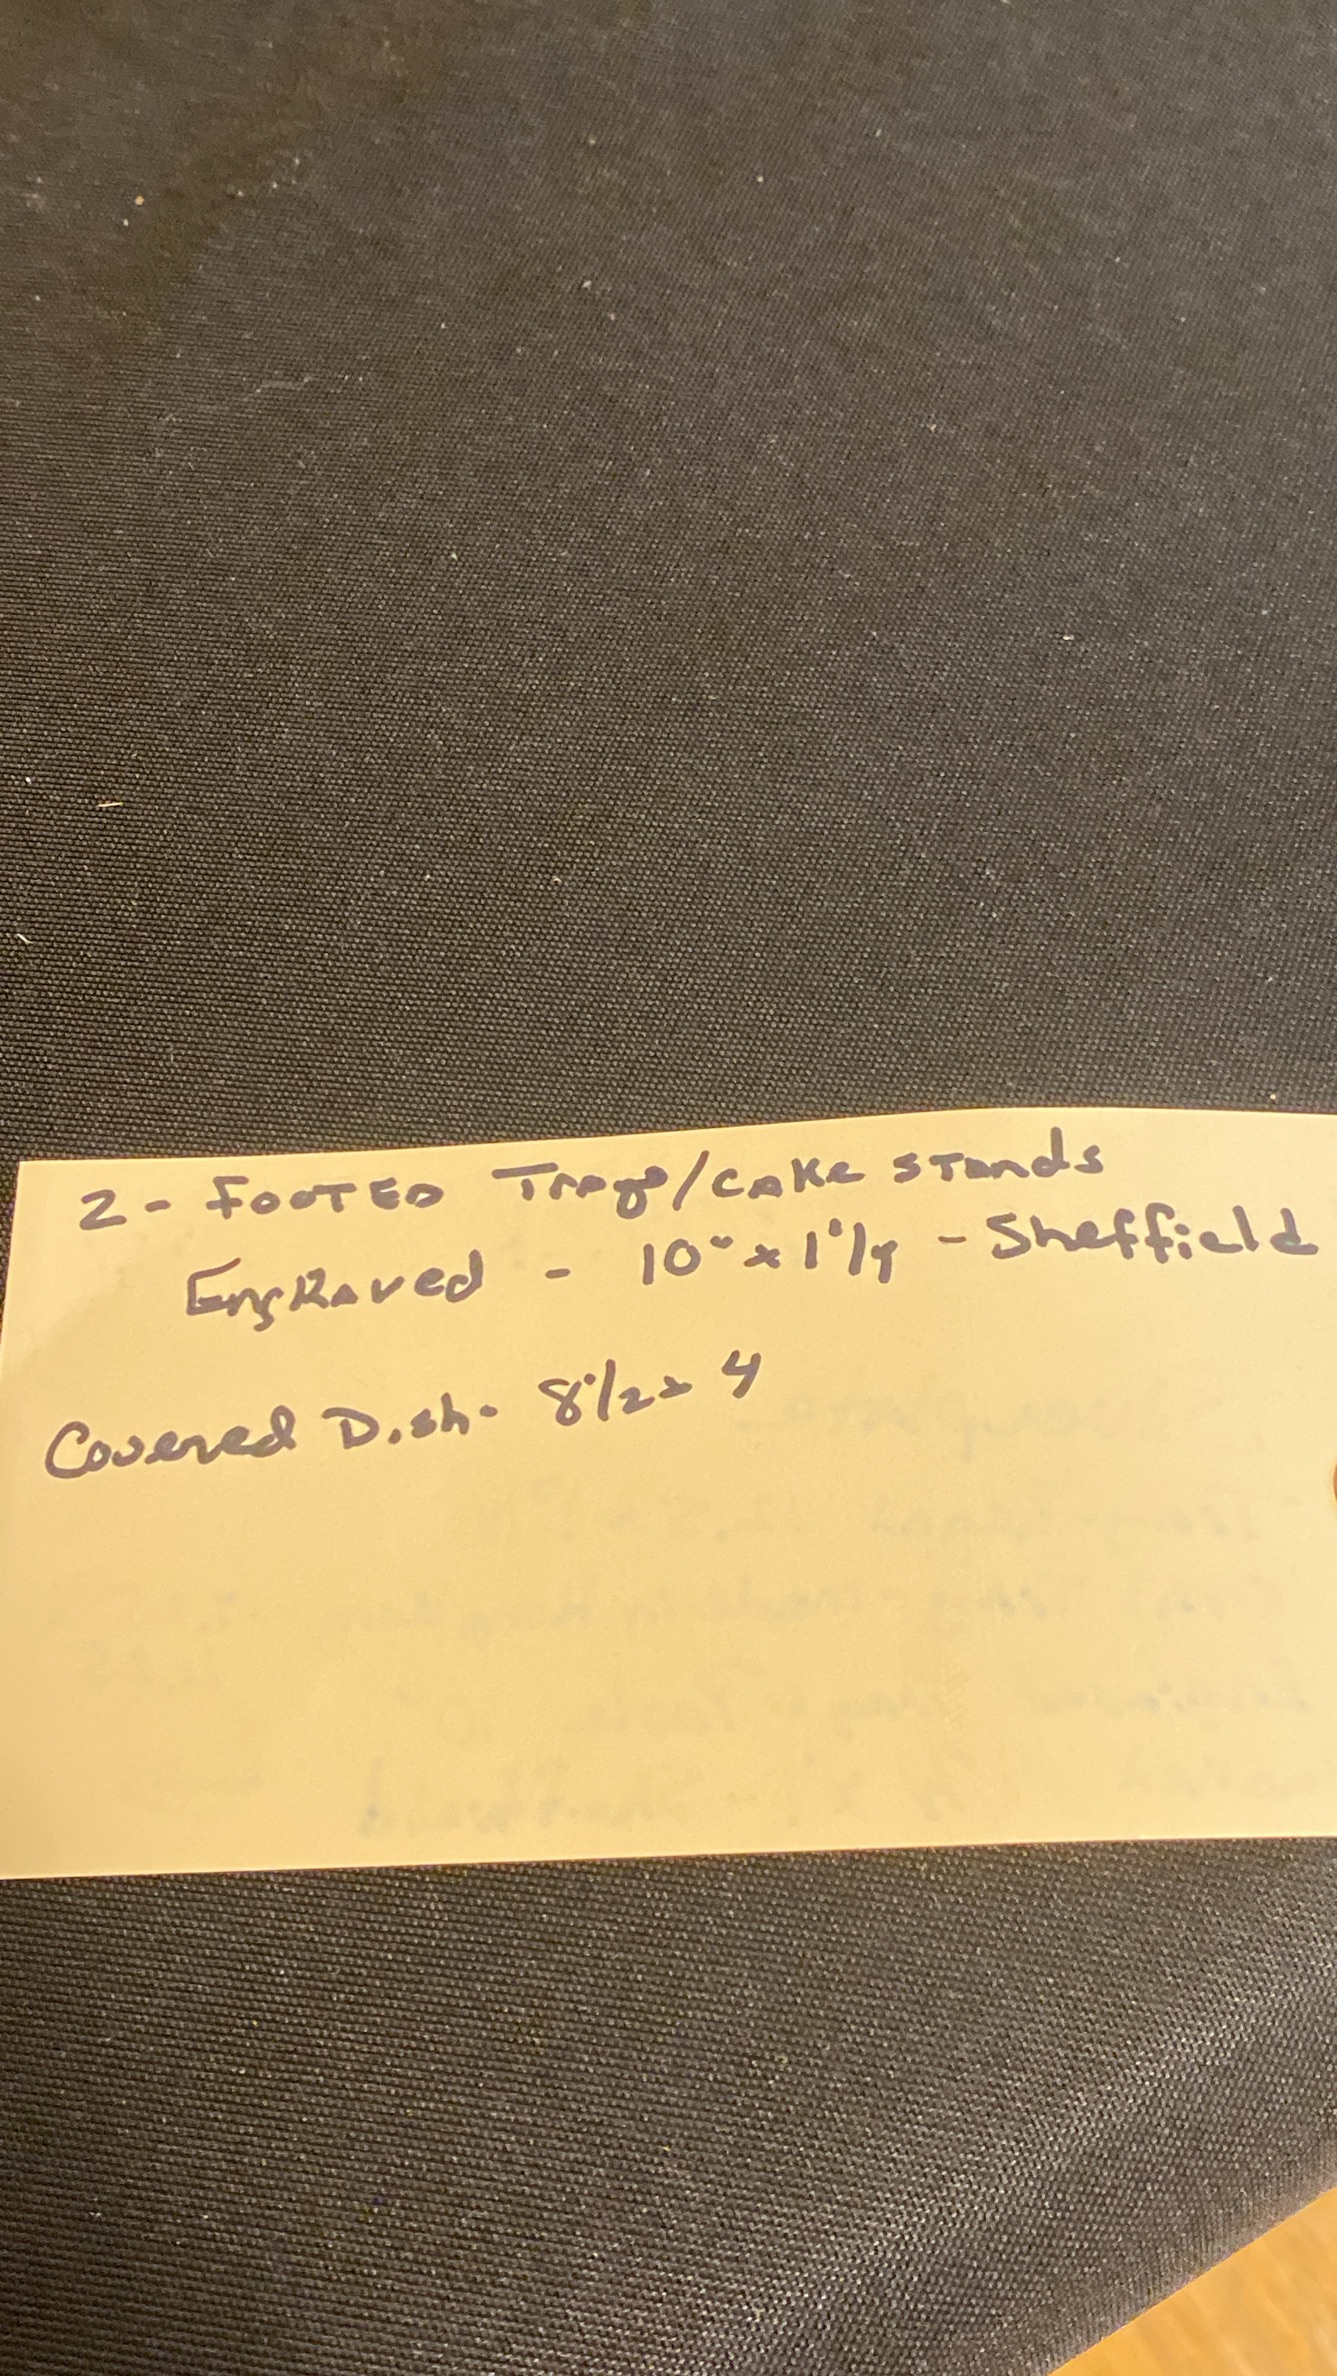 2 - FOOTED Trays/CAKe STands
EngRAved - 10" x 1 1/4 - Sheffield
Covered Dish - 8 1/2 x 4